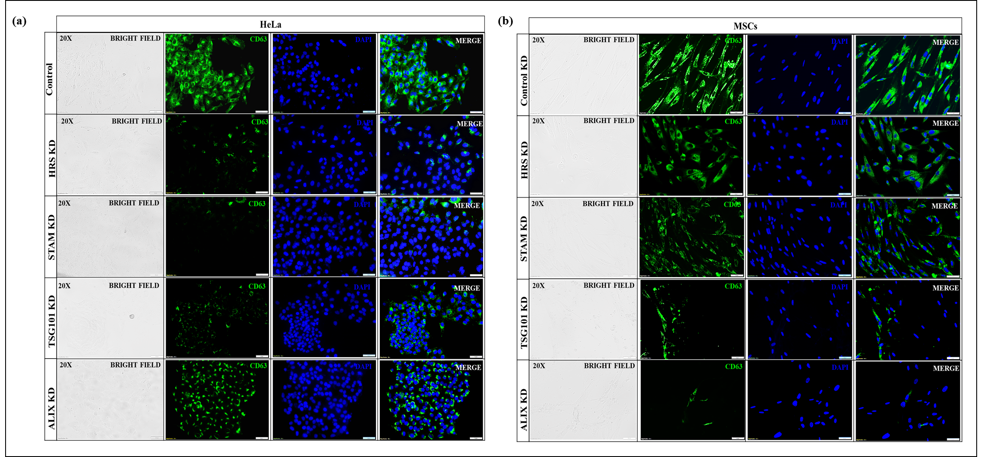 (a)
HeLa
Control
20X BRIGHT FIELD CD63 DAPI MERGE
HRS KD
20X BRIGHT FIELD CD63 DAPI MERGE
STAM KD
20X BRIGHT FIELD CD63 DAPI MERGE
TSG101 KD
20X BRIGHT FIELD CD63 DAPI MERGE
ALIX KD
20X BRIGHT FIELD CD63 DAPI MERGE
(b)
MSCs
Control KD
20X BRIGHT FIELD CD63 DAPI MERGE
HRS KD
20X BRIGHT FIELD CD63 DAPI MERGE
STAM KD
20X BRIGHT FIELD CD63 DAPI MERGE
TSG101 KD
20X BRIGHT FIELD CD63 DAPI MERGE
ALIX KD
20X BRIGHT FIELD CD63 DAPI MERGE